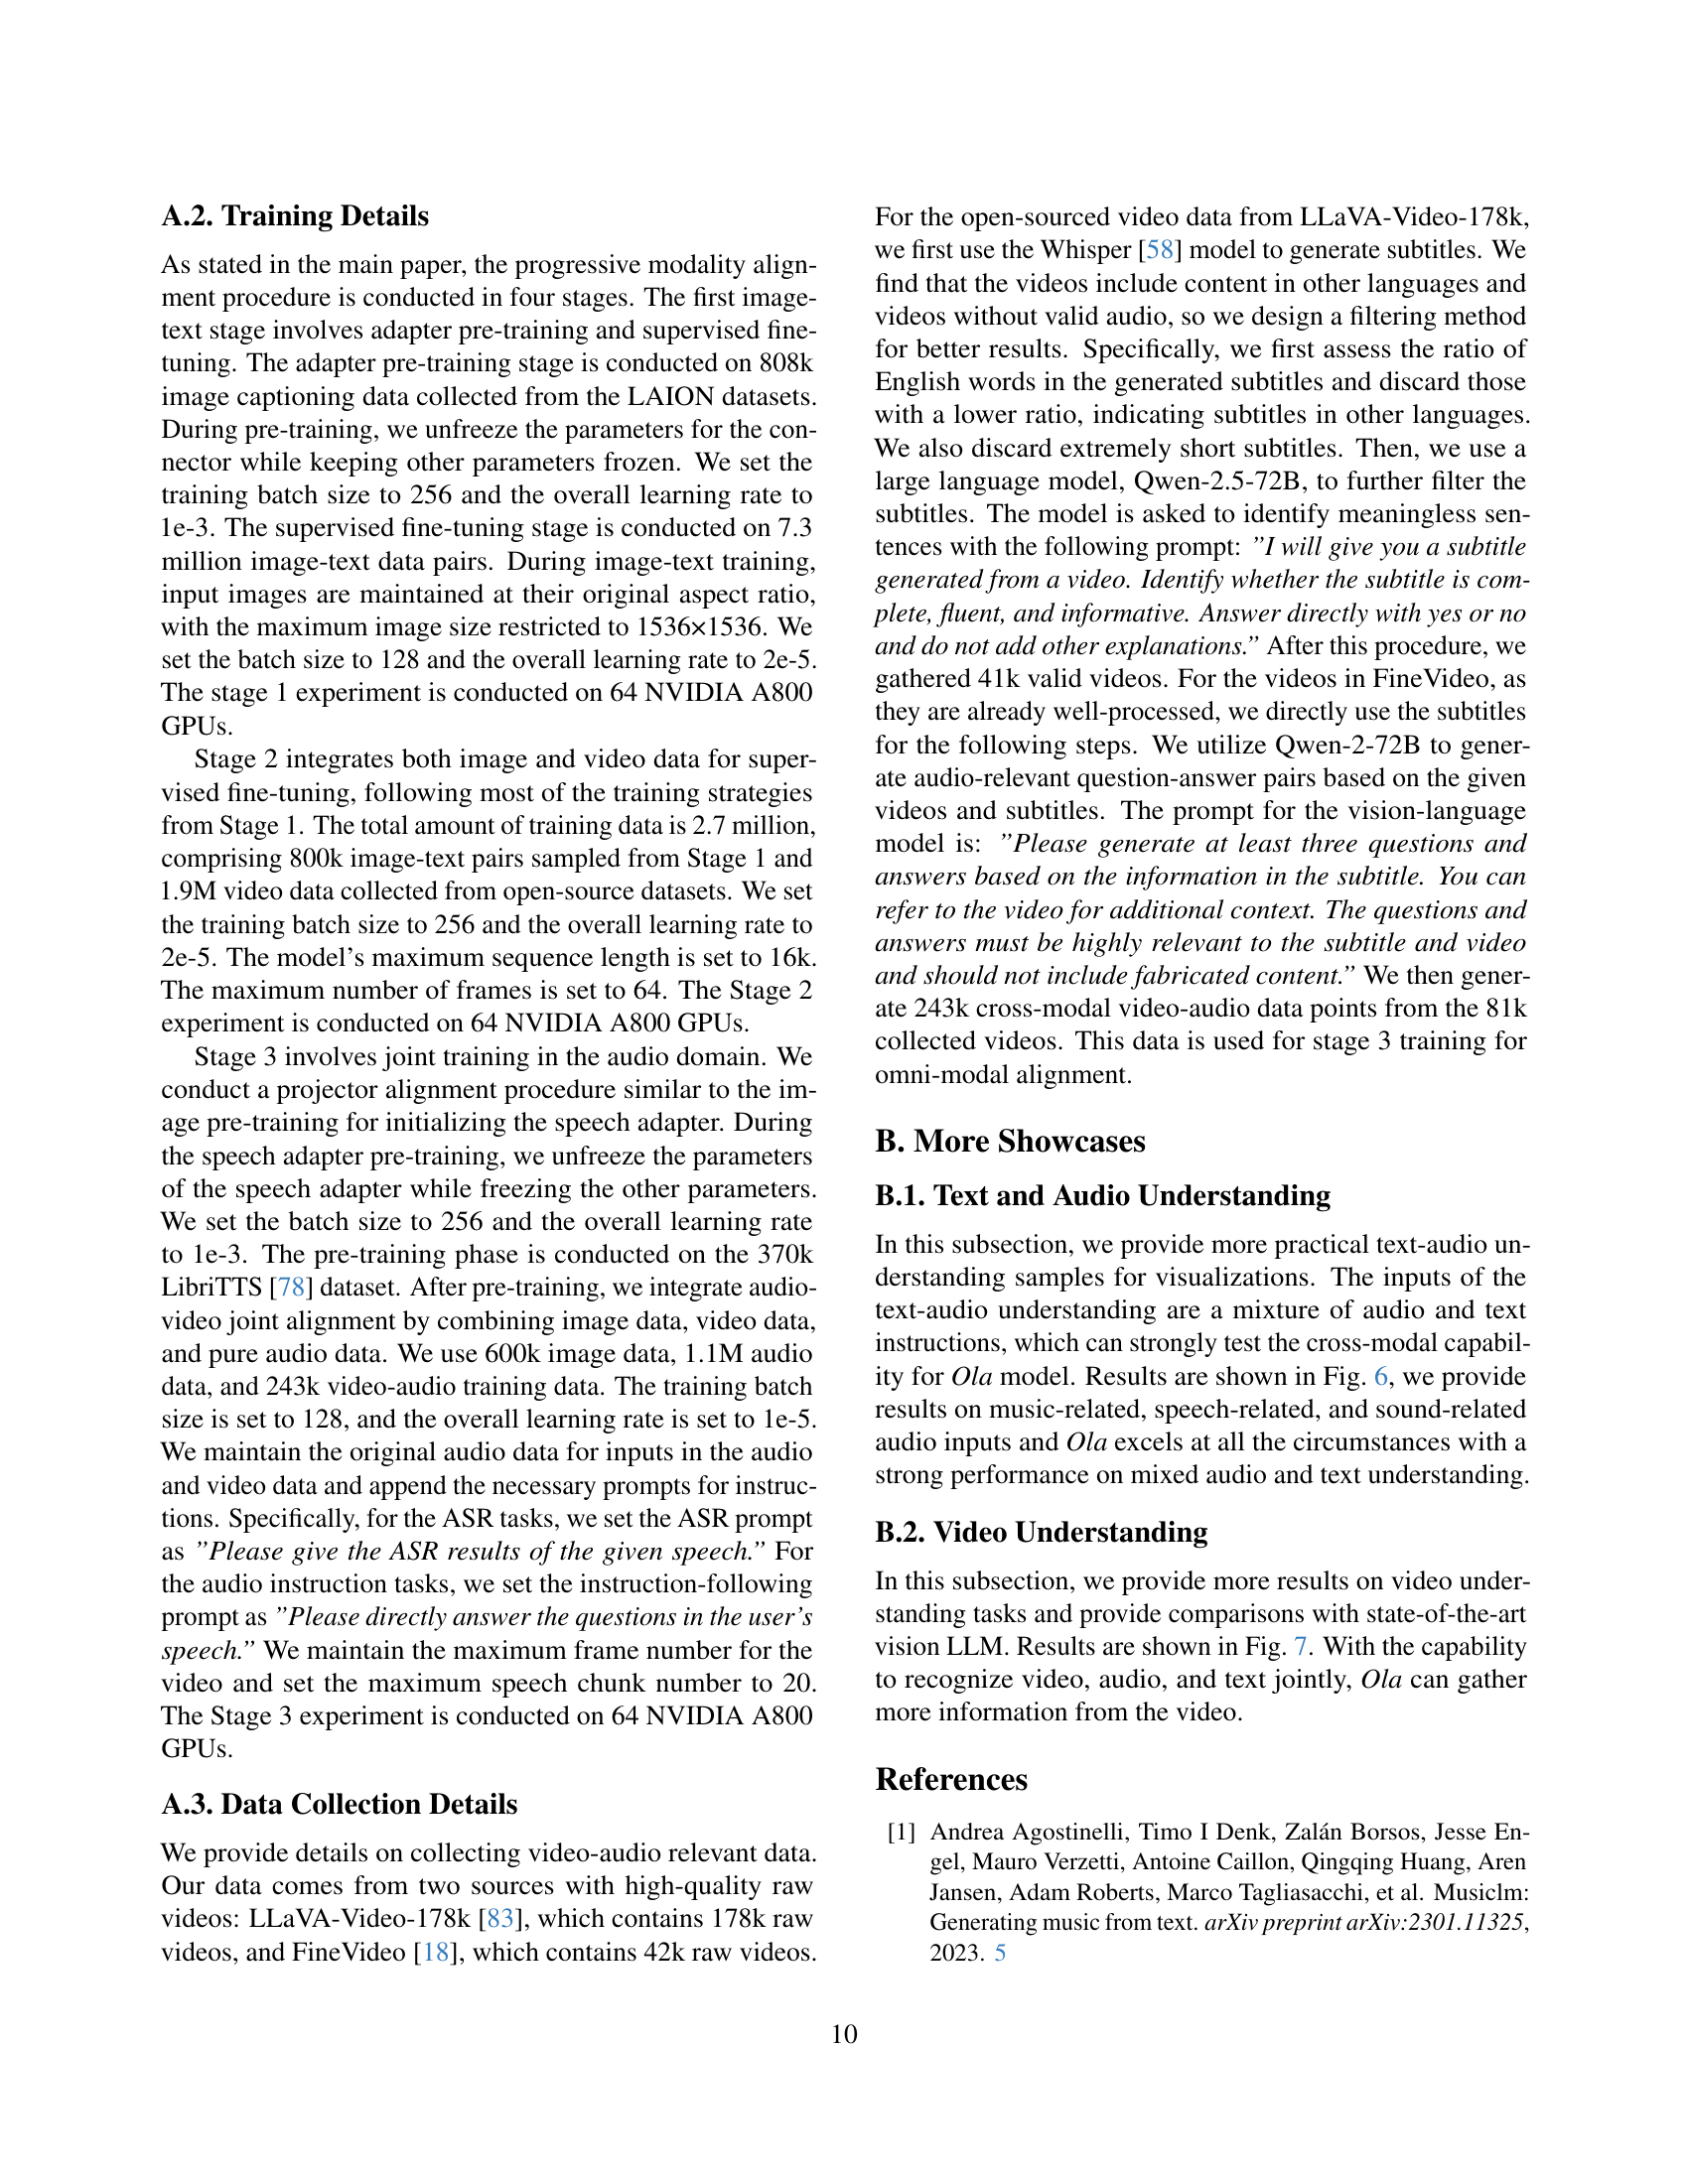 A.2. Training Details
As stated in the main paper, the progressive modality align-
ment procedure is conducted in four stages. The first image-
text stage involves adapter pre-training and supervised fine-
tuning. The adapter pre-training stage is conducted on 808k
image captioning data collected from the LAION datasets.
During pre-training, we unfreeze the parameters for the con-
nector while keeping other parameters frozen. We set the
training batch size to 256 and the overall learning rate to
1e-3. The supervised fine-tuning stage is conducted on 7.3
million image-text data pairs. During image-text training,
input images are maintained at their original aspect ratio,
with the maximum image size restricted to 1536×1536. We
set the batch size to 128 and the overall learning rate to 2e-5.
The stage 1 experiment is conducted on 64 NVIDIA A800
GPUs.
Stage 2 integrates both image and video data for super-
vised fine-tuning, following most of the training strategies
from Stage 1. The total amount of training data is 2.7 million,
comprising 800k image-text pairs sampled from Stage 1 and
1.9M video data collected from open-source datasets. We set
the training batch size to 256 and the overall learning rate to
2e-5. The model's maximum sequence length is set to 16k.
The maximum number of frames is set to 64. The Stage 2
experiment is conducted on 64 NVIDIA A800 GPUs.
Stage 3 involves joint training in the audio domain. We
conduct a projector alignment procedure similar to the im-
age pre-training for initializing the speech adapter. During
the speech adapter pre-training, we unfreeze the parameters
of the speech adapter while freezing the other parameters.
We set the batch size to 256 and the overall learning rate
to 1e-3. The pre-training phase is conducted on the 370k
LibriTTS [78] dataset. After pre-training, we integrate audio-
video joint alignment by combining image data, video data,
and pure audio data. We use 600k image data, 1.1M audio
data, and 243k video-audio training data. The training batch
size is set to 128, and the overall learning rate is set to 1e-5.
We maintain the original audio data for inputs in the audio
and video data and append the necessary prompts for instruc-
tions. Specifically, for the ASR tasks, we set the ASR prompt
as ”Please give the ASR results of the given speech.” For
the audio instruction tasks, we set the instruction-following
prompt as ”Please directly answer the questions in the user's
speech.” We maintain the maximum frame number for the
video and set the maximum speech chunk number to 20.
The Stage 3 experiment is conducted on 64 NVIDIA A800
GPUs.
A.3. Data Collection Details
We provide details on collecting video-audio relevant data.
Our data comes from two sources with high-quality raw
videos: LLaVA-Video-178k [83], which contains 178k raw
videos, and FineVideo [18], which contains 42k raw videos.
For the open-sourced video data from LLaVA-Video-178k,
we first use the Whisper [58] model to generate subtitles. We
find that the videos include content in other languages and
videos without valid audio, so we design a filtering method
for better results. Specifically, we first assess the ratio of
English words in the generated subtitles and discard those
with a lower ratio, indicating subtitles in other languages.
We also discard extremely short subtitles. Then, we use a
large language model, Qwen-2.5-72B, to further filter the
subtitles. The model is asked to identify meaningless sen-
tences with the following prompt: ”I will give you a subtitle
generated from a video. Identify whether the subtitle is com-
plete, fluent, and informative. Answer directly with yes or no
and do not add other explanations.” After this procedure, we
gathered 41k valid videos. For the videos in FineVideo, as
they are already well-processed, we directly use the subtitles
for the following steps. We utilize Qwen-2-72B to gener-
ate audio-relevant question-answer pairs based on the given
videos and subtitles. The prompt for the vision-language
model is: ”Please generate at least three questions and
answers based on the information in the subtitle. You can
refer to the video for additional context. The questions and
answers must be highly relevant to the subtitle and video
and should not include fabricated content.” We then gener-
ate 243k cross-modal video-audio data points from the 81k
collected videos. This data is used for stage 3 training for
omni-modal alignment.
B. More Showcases
B.1. Text and Audio Understanding
In this subsection, we provide more practical text-audio un-
derstanding samples for visualizations. The inputs of the
text-audio understanding are a mixture of audio and text
instructions, which can strongly test the cross-modal capabil-
ity for Ola model. Results are shown in Fig. 6, we provide
results on music-related, speech-related, and sound-related
audio inputs and Ola excels at all the circumstances with a
strong performance on mixed audio and text understanding.
B.2. Video Understanding
In this subsection, we provide more results on video under-
standing tasks and provide comparisons with state-of-the-art
vision LLM. Results are shown in Fig. 7. With the capability
to recognize video, audio, and text jointly, Ola can gather
more information from the video.
References
[1] Andrea Agostinelli, Timo I Denk, Zalán Borsos, Jesse En-
gel, Mauro Verzetti, Antoine Caillon, Qingqing Huang, Aren
Jansen, Adam Roberts, Marco Tagliasacchi, et al. Musiclm:
Generating music from text. arXiv preprint arXiv:2301.11325,
2023. 5
10